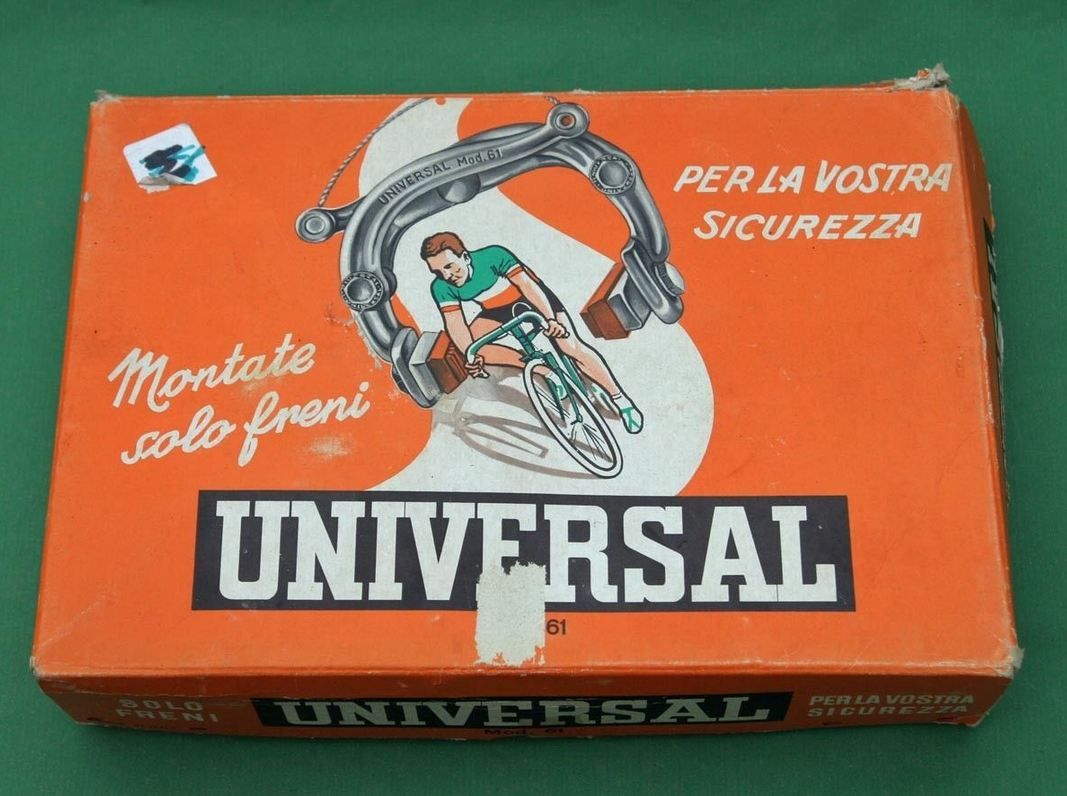 UNIVERSAL Mod.61
PER LA VOSTRA
SICUREZZA
Montate
solo freni
UNIVERSAL
61
SOLO
FRENI
UNIVERSAL
Mod. 61
PER LA VOSTRA
SICUREZZA